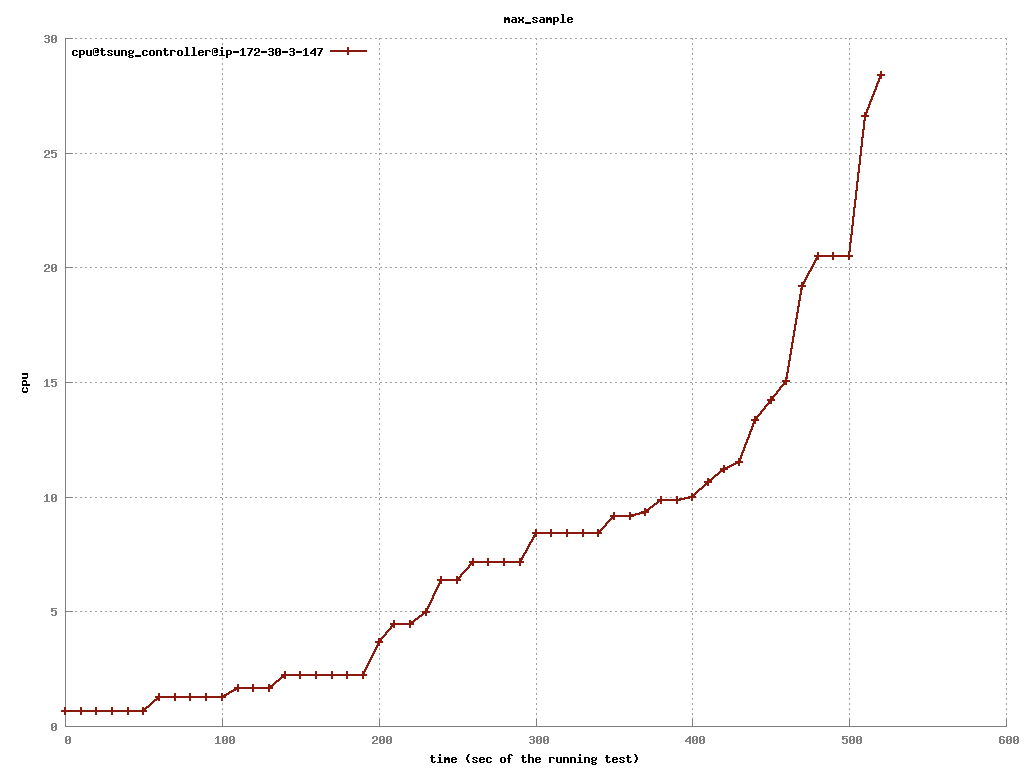 max_sample
30
cpu@tsung_controller@ip-172-30-3-147
25
20
15
cpu
10
5
0
0 100 200 300 400 500 600
time (sec of the running test)